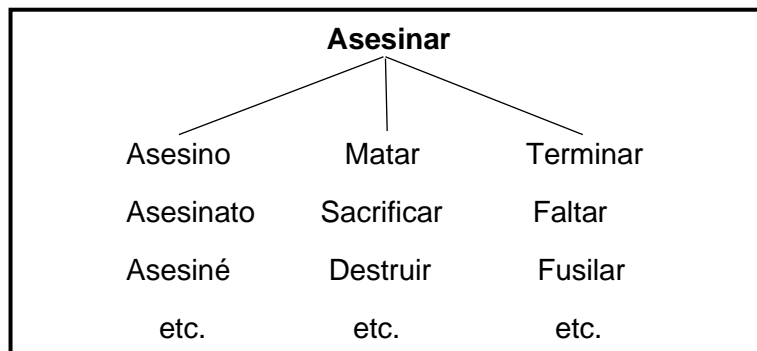 Asesinar
Asesino Matar Terminar
Asesinato Sacrificar Faltar
Asesiné Destruir Fusilar
etc. etc. etc.